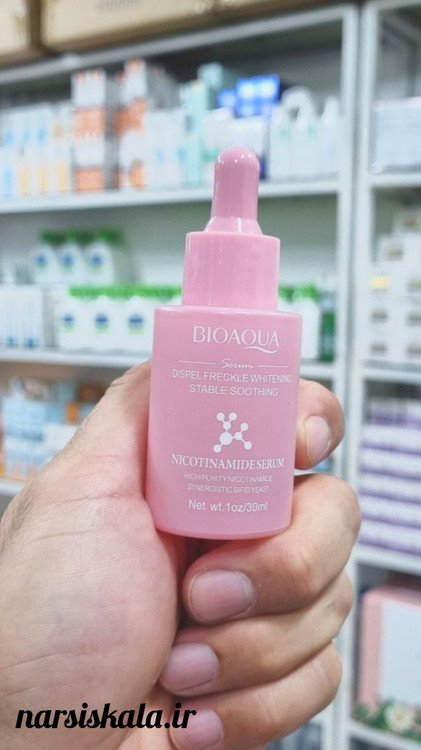 BIOAQUA
Serum
DISPEL FRECKLE WHITENING
STABLE SOOTHING
NICOTINAMIDE SERUM
HIGH PURITY NICOTINAMIDE
SYNERGISTIC BIFID YEAST
Net wt.1oz/30ml
narsiskala.ir